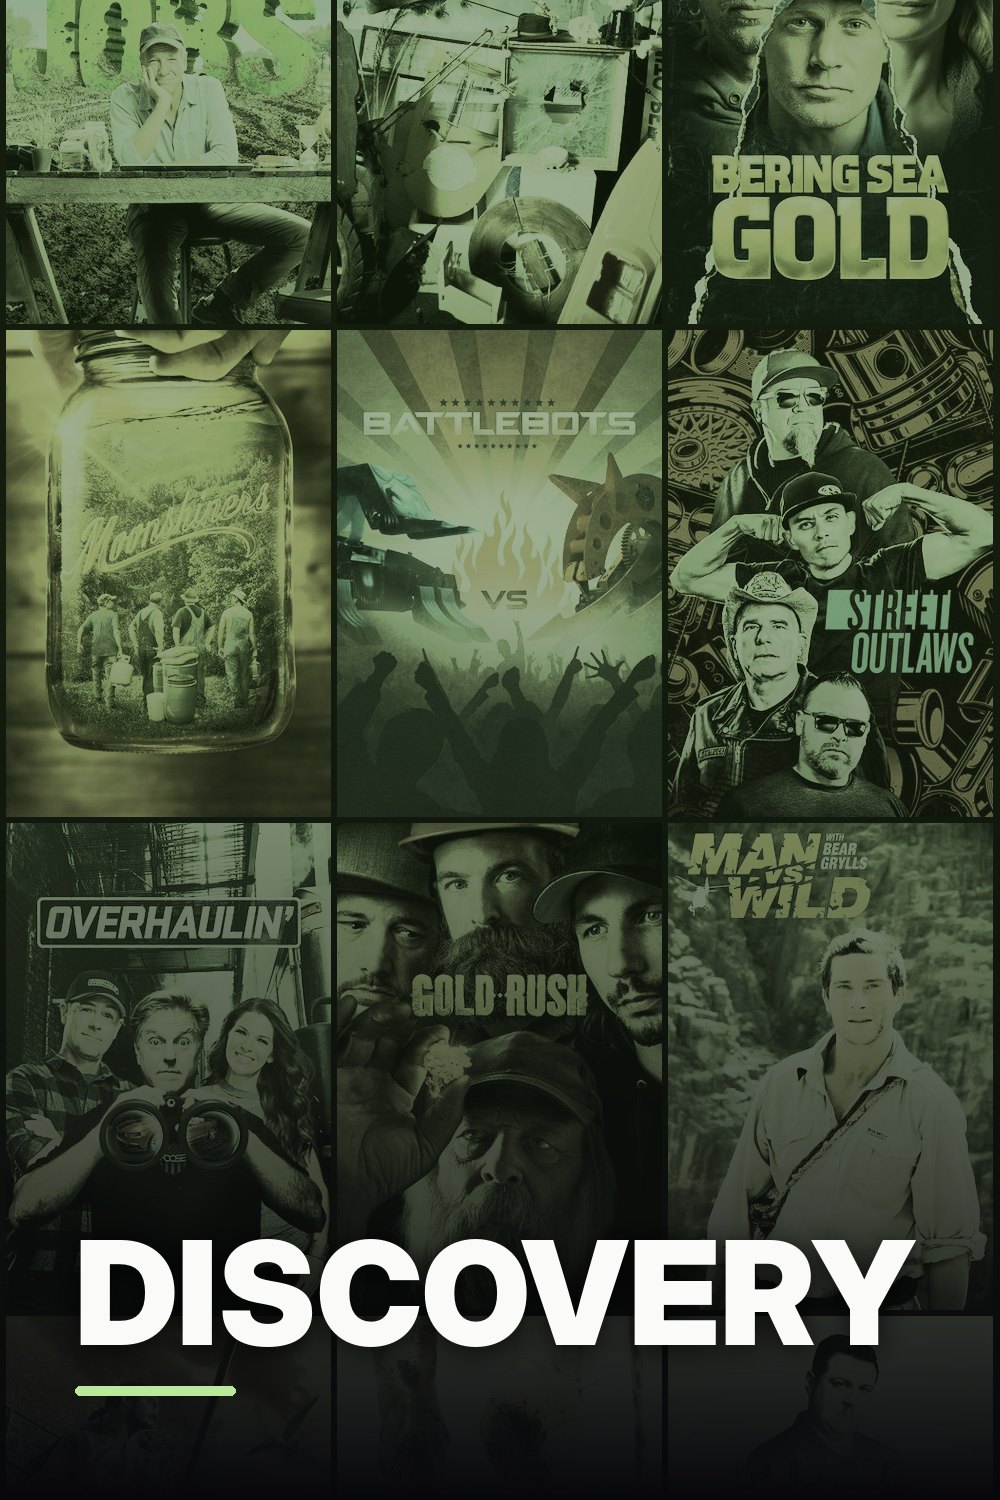 JOBS
BERING SEA
GOLD
Moonshiners
BATTLEBOTS
VS
STREET
OUTLAWS
OVERHAULIN'
GOLD RUSH
MAN
WITH
BEAR
GRYLLS
VS.
WILD
DISCOVERY